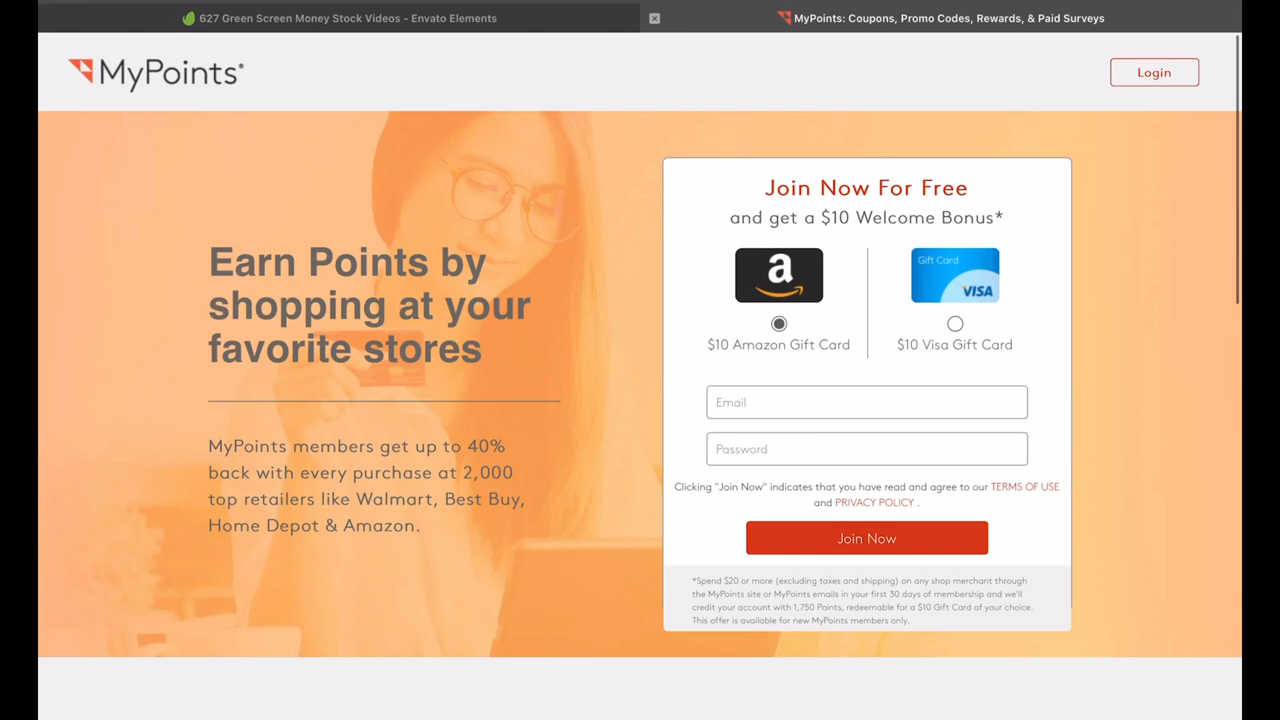 627 Green Screen Money Stock Videos - Envato Elements
MyPoints: Coupons, Promo Codes, Rewards, & Paid Surveys
MyPoints®
Login
Earn Points by
shopping at your
favorite stores
MyPoints members get up to 40%
back with every purchase at 2,000
top retailers like Walmart, Best Buy,
Home Depot & Amazon.
Join Now For Free
and get a $10 Welcome Bonus*
a
Gift Card
VISA
$10 Amazon Gift Card
$10 Visa Gift Card
Email
Password
Clicking "Join Now" indicates that you have read and agree to our TERMS OF USE
and PRIVACY POLICY .
Join Now
*Spend $20 or more (excluding taxes and shipping) on any shop merchant through
the MyPoints site or MyPoints emails in your first 30 days of membership and we'll
credit your account with 1,750 Points, redeemable for a $10 Gift Card of your choice.
This offer is available for new MyPoints members only.